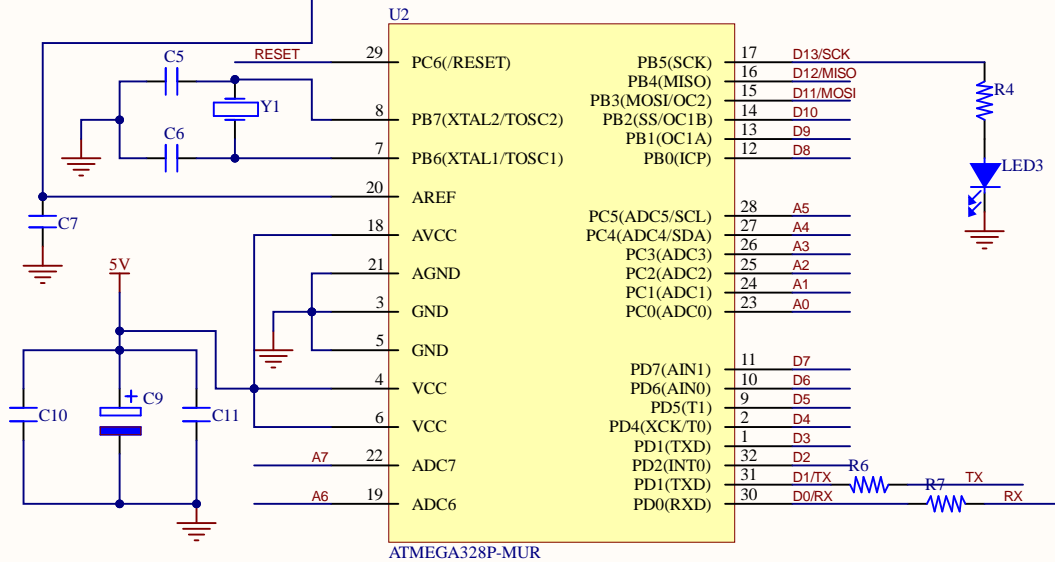 U2
RESET 29 PC6(/RESET) PB5(SCK) 17 D13/SCK
C5 PB4(MISO) 16 D12/MISO
Y1 PB3(MOSI/OC2) 15 D11/MOSI
R4
8 PB7(XTAL2/TOSC2) PB2(SS/OC1B) 14 D10
C6 PB1(OC1A) 13 D9
7 PB6(XTAL1/TOSC1) PB0(ICP) 12 D8
LED3
20 AREF
C7 PC5(ADC5/SCL) 28 A5
18 AVCC PC4(ADC4/SDA) 27 A4
PC3(ADC3) 26 A3
5V 21 AGND PC2(ADC2) 25 A2
PC1(ADC1) 24 A1
3 GND PC0(ADC0) 23 A0
5 GND
PD7(AIN1) 11 D7
4 VCC PD6(AIN0) 10 D6
+
C10 C9 C11 PD5(T1) 9 D5
6 VCC PD4(XCK/T0) 2 D4
PD1(TXD) 1 D3
A7 22 ADC7 PD2(INT0) 32 D2
R6
PD1(TXD) 31 D1/TX TX
R7
A6 19 ADC6 PD0(RXD) 30 D0/RX RX
ATMEGA328P-MUR